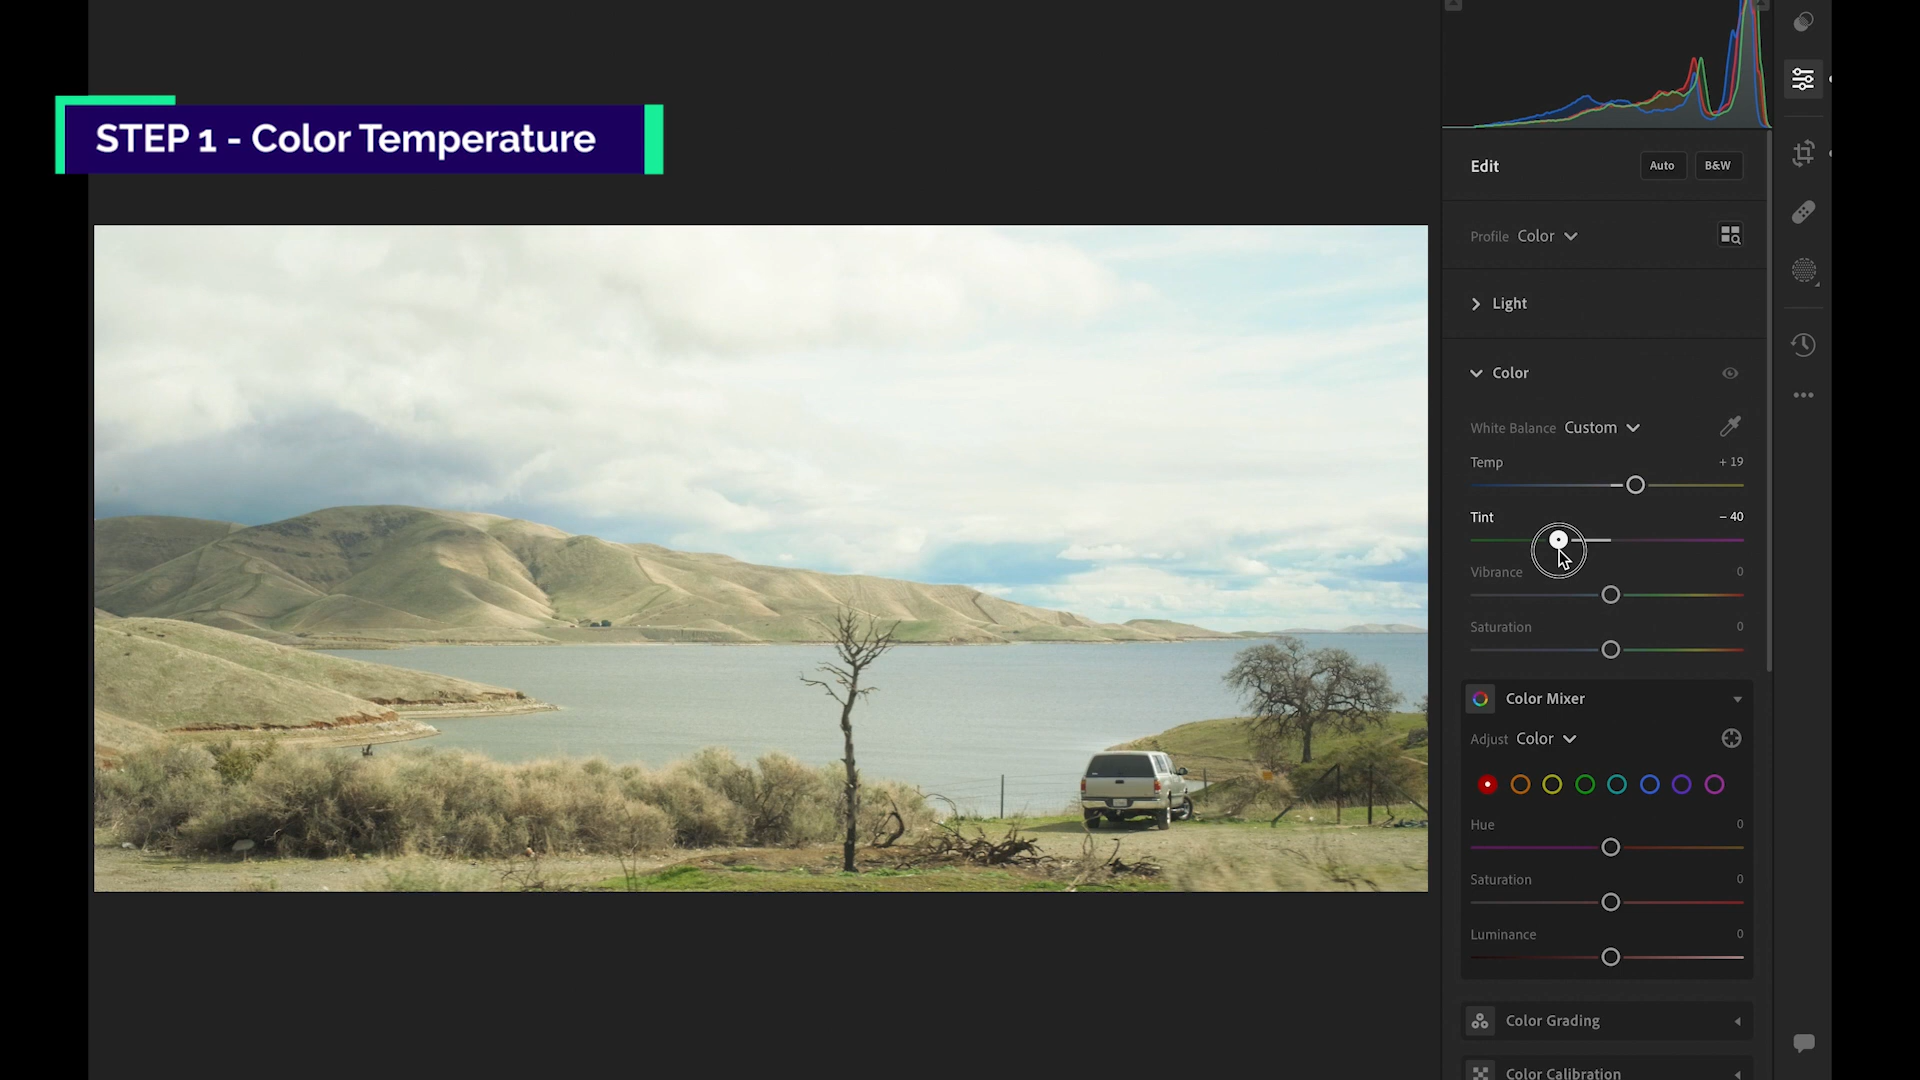 STEP 1 - Color Temperature
Edit
Auto
B&W
Profile Color
Light
Color
White Balance Custom
Temp + 19
Tint – 40
Vibrance 0
Saturation 0
Color Mixer
Adjust Color
Hue 0
Saturation 0
Luminance 0
Color Grading
Color Calibration